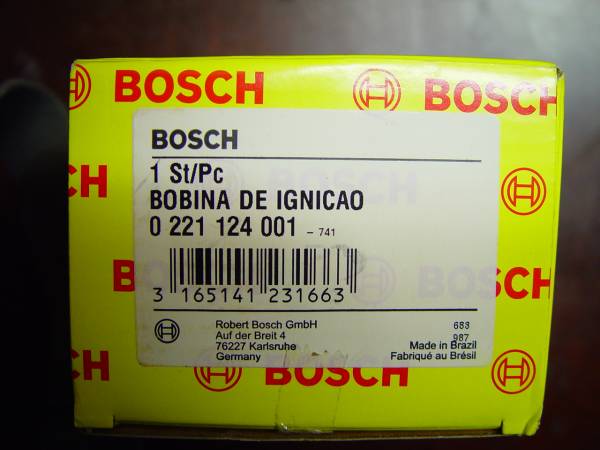 BOSCH BOSCH
BOSCH
1 St/Pc
BOBINA DE IGNICAO
0 221 124 001 - 741
CH
BOSCH
3 165141 231663
Robert Bosch GmbH
Auf der Breit 4
76227 Karlsruhe
Germany
683
987
Made in Brazil
Fabriqué au Brésil
CH BOSCH